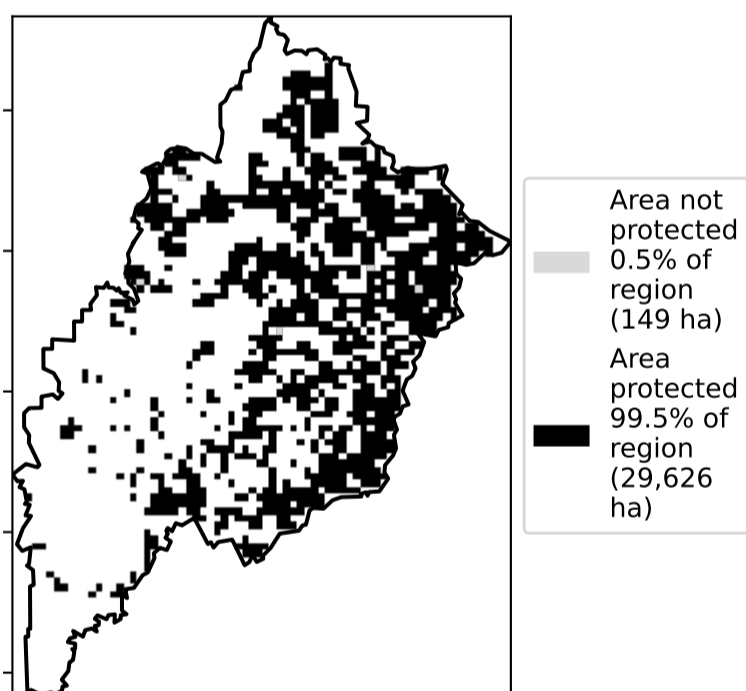 Area not
protected
0.5% of
region
(149 ha)
Area
protected
99.5% of
region
(29,626
ha)